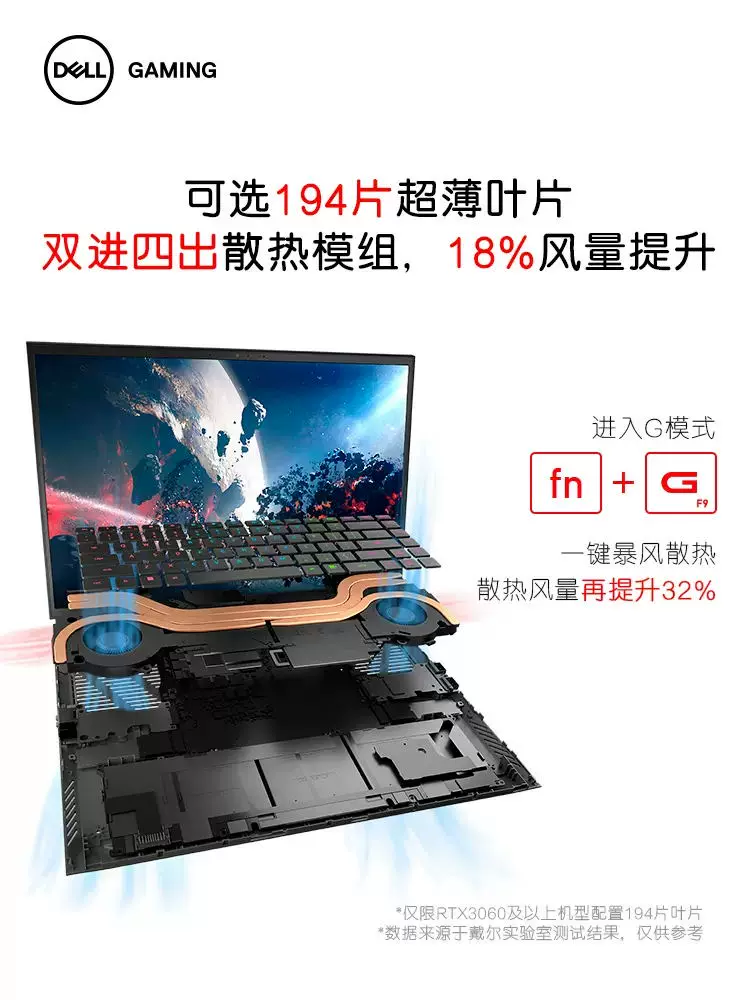 DELL GAMING
可选194片超薄叶片
双进四出散热模组，18%风量提升
进入G模式
fn + G F9
一键暴风散热
散热风量再提升32%
*仅限RTX3060及以上机型配置194片叶片
*数据来源于戴尔实验室测试结果，仅供参考